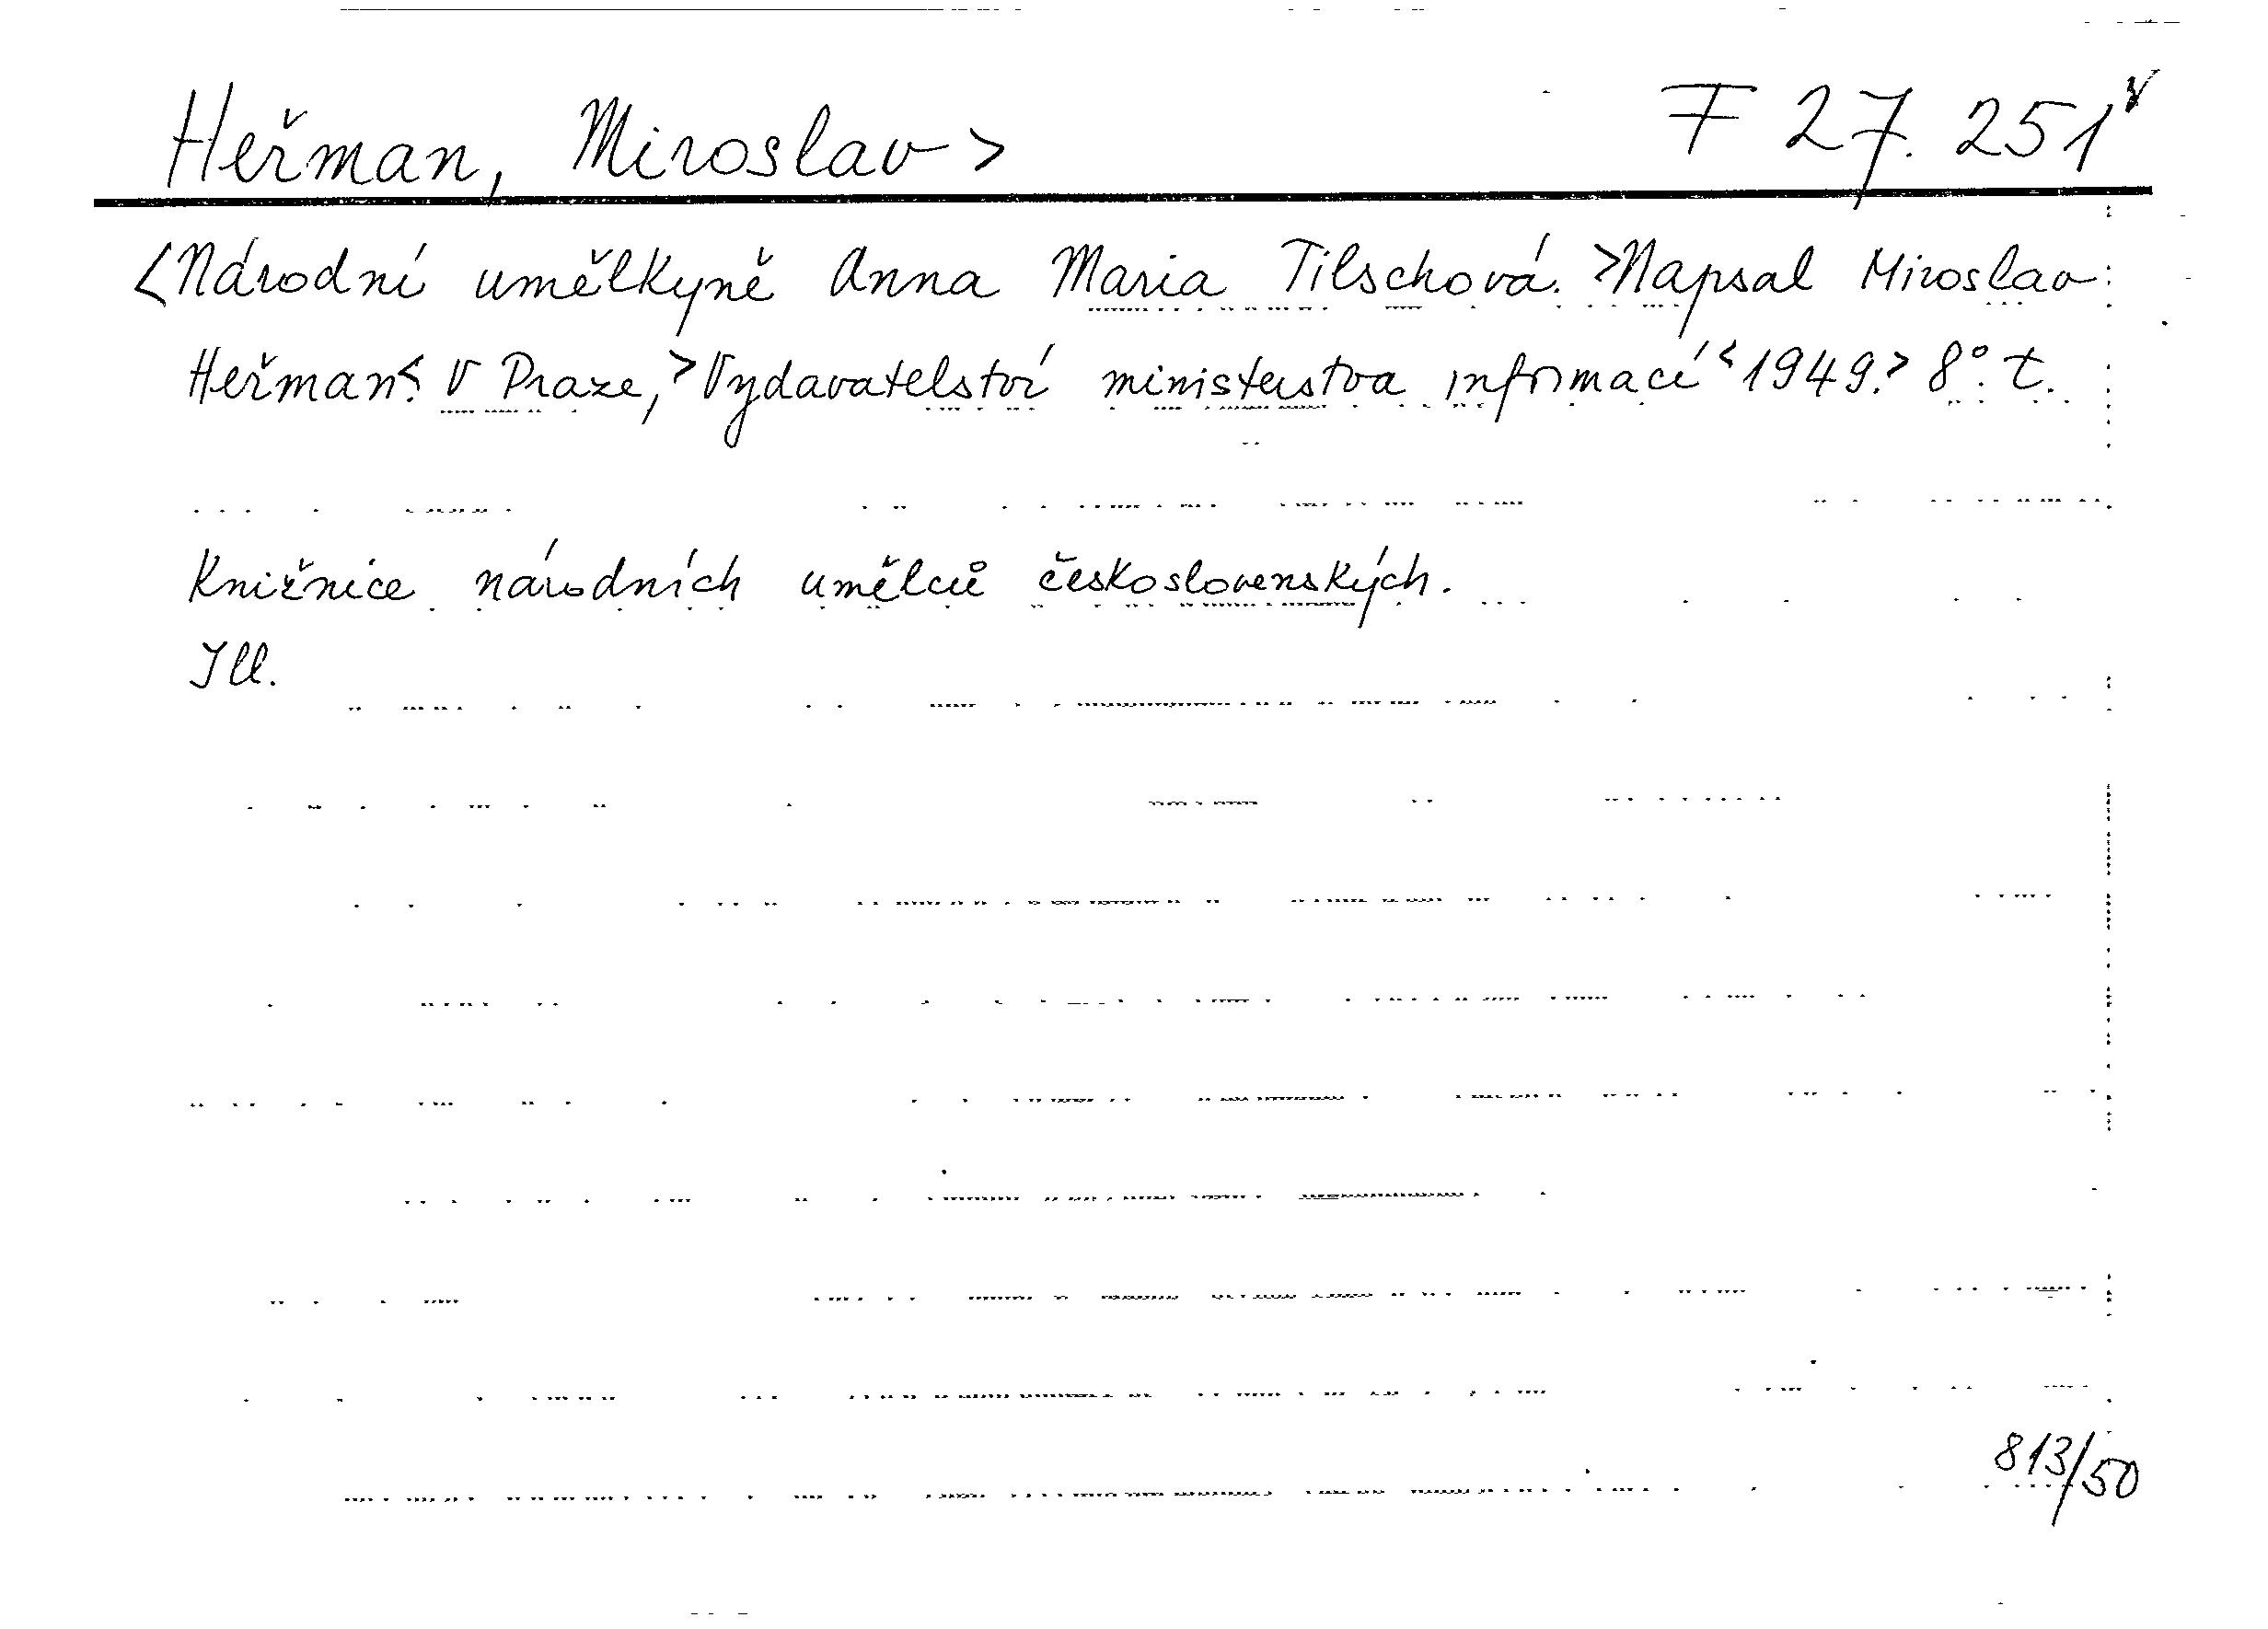 Heřman, Miroslav> F 27.251
<Národní umělkyně Anna Maria Tilschová.>Napsal Miroslav
Heřman<. V Praze,>Vydavatelství ministerstva informací<1949.> 8°. t.
Knižnice národních umělců československých.
Ill.
813/50